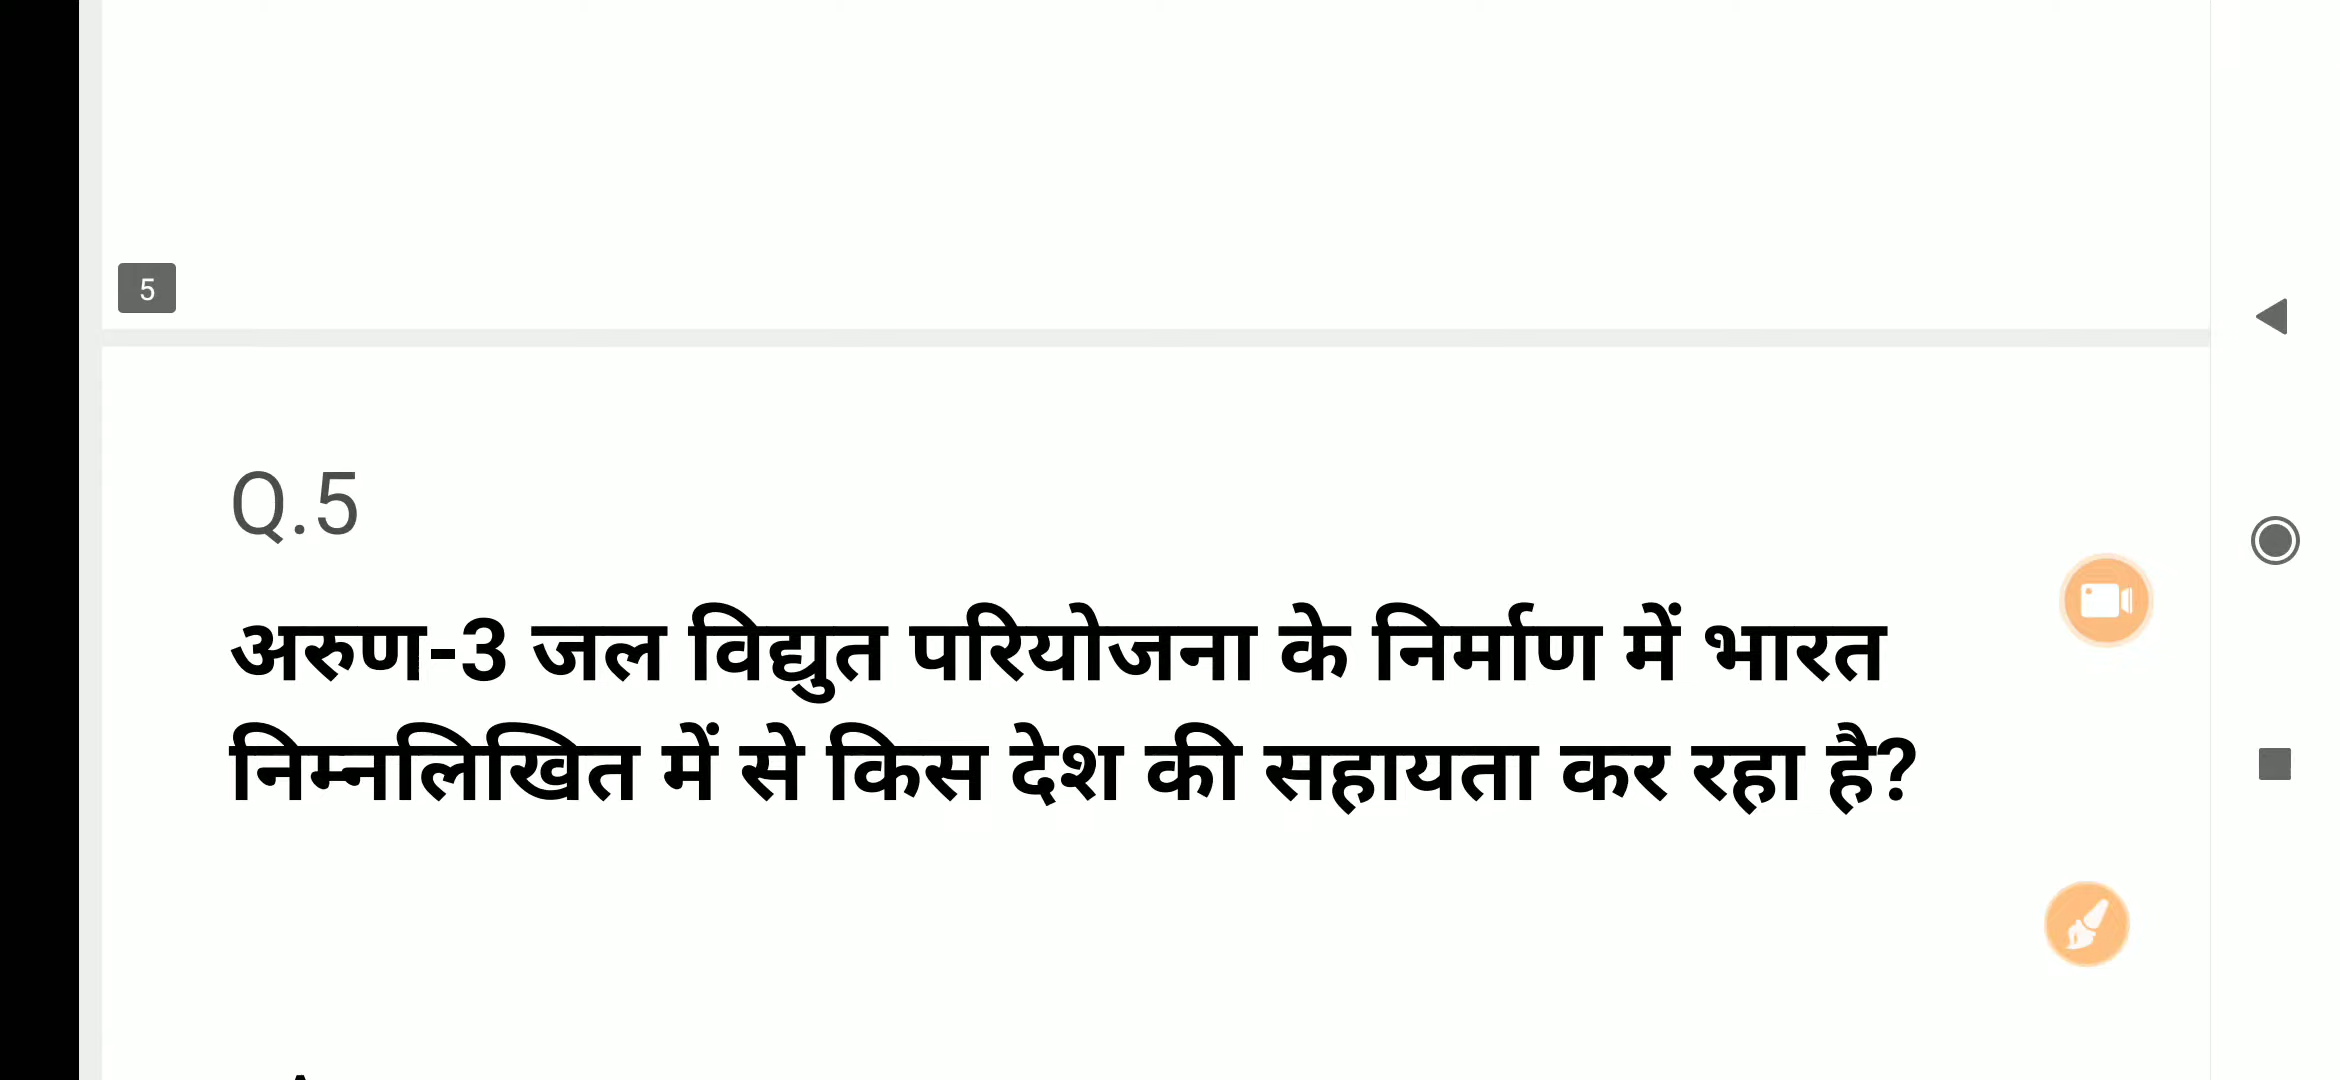 5
Q.5
अरुण-3 जल विद्युत परियोजना के निर्माण में भारत
निम्नलिखित में से किस देश की सहायता कर रहा है?